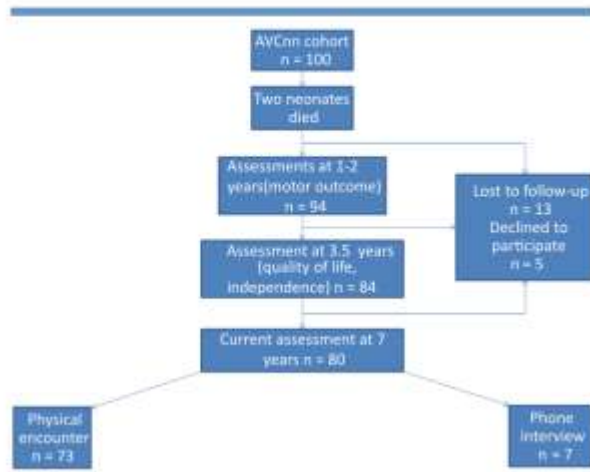 AVCnn cohort
n = 100
Two neonates
died
Assessments at 1-2
years(motor outcome)
n = 94
Lost to follow-up
n = 13
Declined to
participate
n = 5
Assessment at 3.5 years
(quality of life,
independence) n = 84
Current assessment at 7
years n = 80
Physical
encounter
n = 73
Phone
interview
n = 7